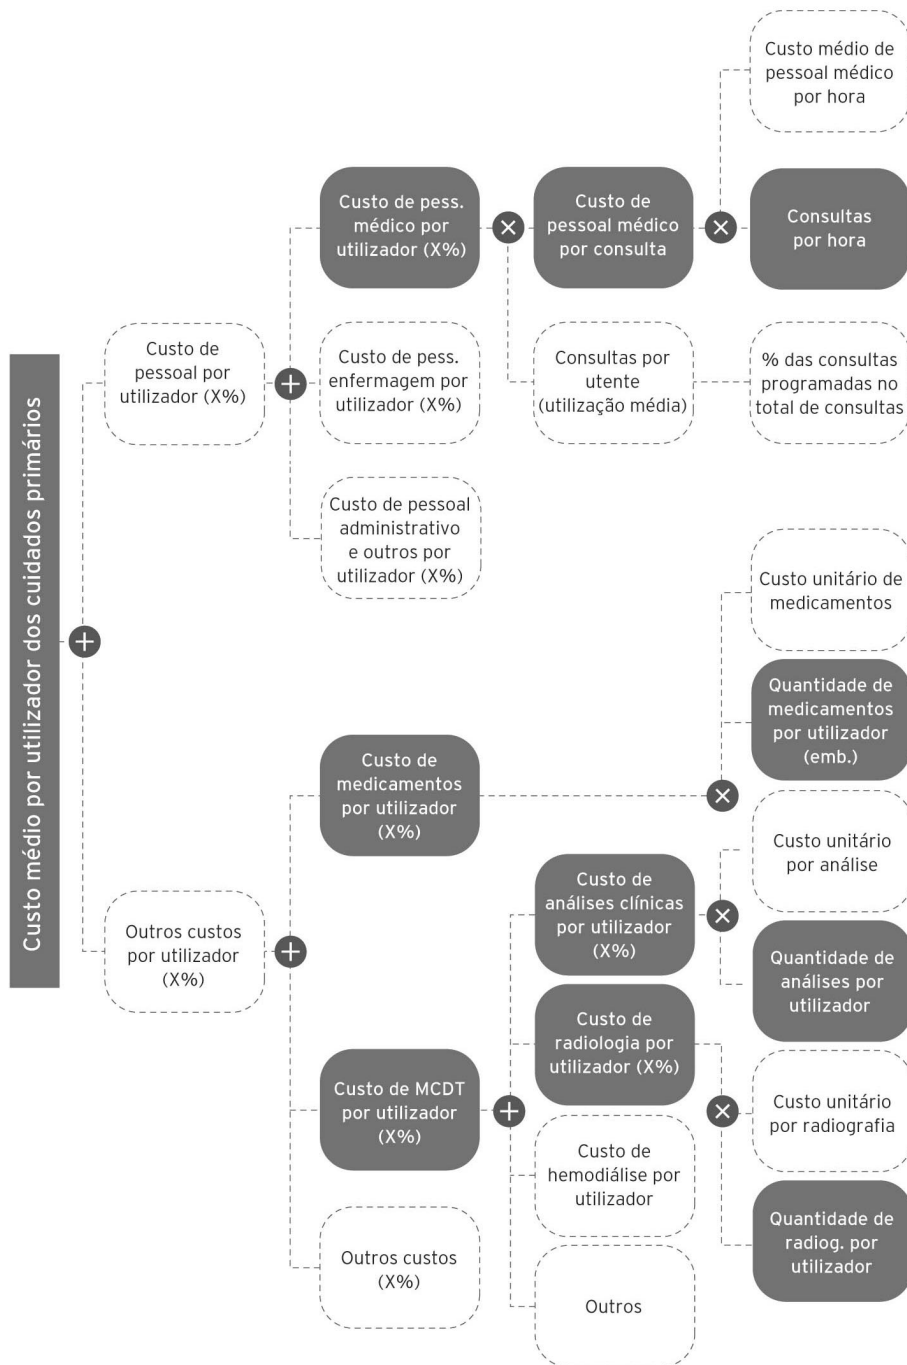 Custo médio por utilizador dos cuidados primários
Custo de
pessoal por
utilizador (X%)
+
Outros custos
por utilizador
(X%)
+
Custo de pess.
médico por
utilizador (X%)
Custo de pess.
enfermagem por
utilizador (X%)
Custo de pessoal
administrativo
e outros por
utilizador (X%)
+
Custo de
medicamentos
por utilizador
(X%)
Custo de MCDT
por utilizador
(X%)
Outros custos
(X%)
+
×
Custo de
pessoal médico
por consulta
Consultas por
utente
(utilização média)
Custo de
análises clínicas
por utilizador
(X%)
Custo de
radiologia por
utilizador (X%)
+
Custo de
hemodiálise por
utilizador
Outros
×
Custo médio de
pessoal médico
por hora
Consultas
por hora
% das consultas
programadas no
total de consultas
×
Custo unitário de
medicamentos
Quantidade de
medicamentos
por utilizador
(emb.)
×
Custo unitário
por análise
Quantidade de
análises por
utilizador
×
Custo unitário
por radiografia
Quantidade de
radiog. por
utilizador